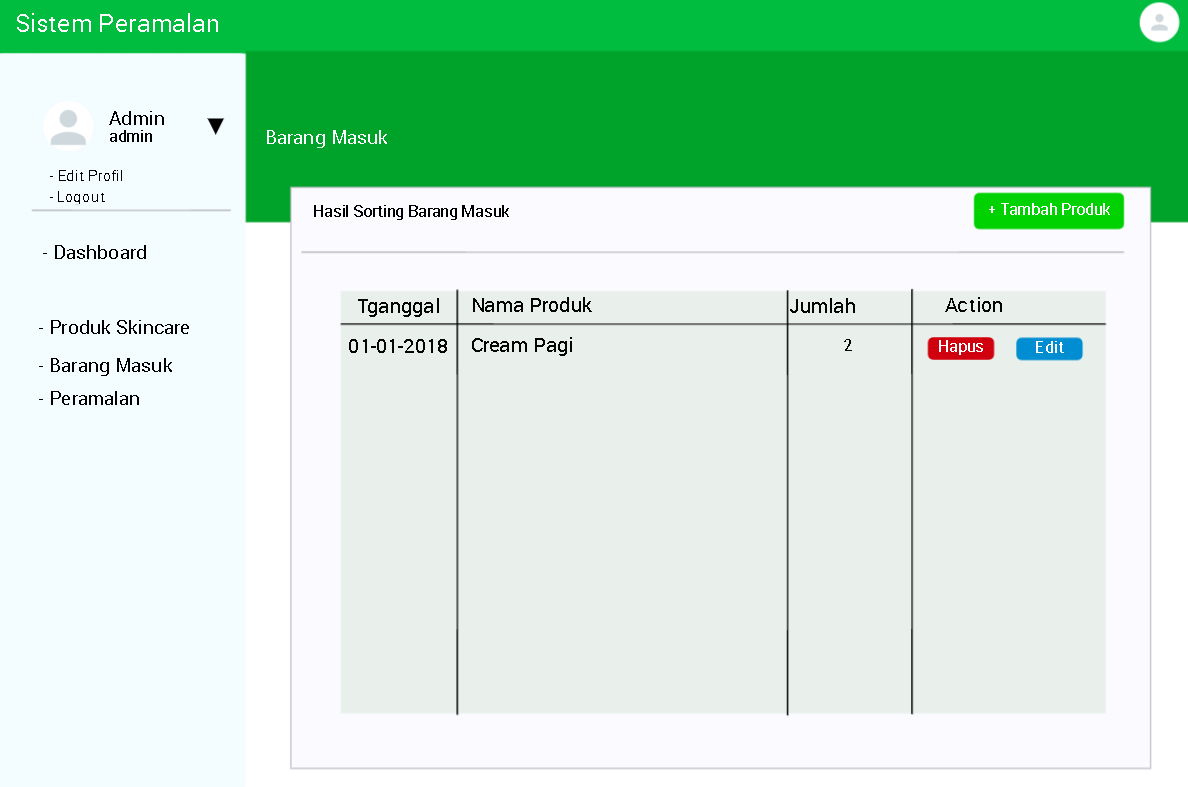 Sistem Peramalan
Admin
admin
- Edit Profil
- Logout
- Dashboard
- Produk Skincare
- Barang Masuk
- Peramalan
Barang Masuk
Hasil Sorting Barang Masuk
+ Tambah Produk
Tganggal Nama Produk Jumlah Action
01-01-2018 Cream Pagi 2 Hapus Edit